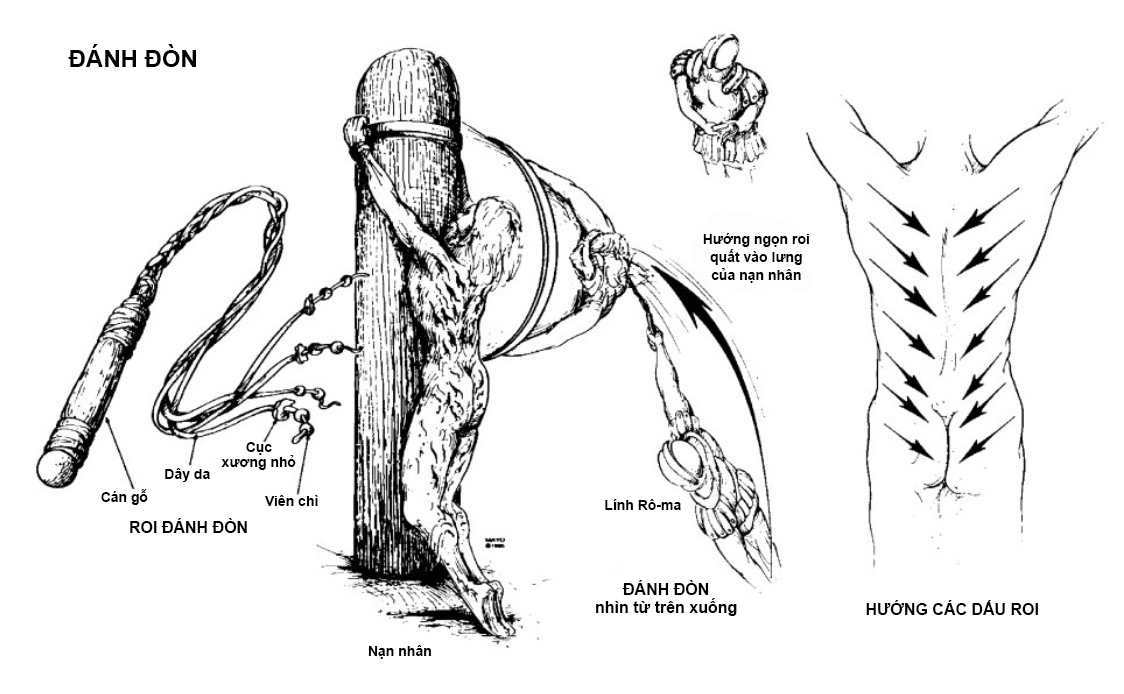 ĐÁNH ĐÒN
Hướng ngọn roi
quất vào lưng
của nạn nhân
Cục
xương nhỏ
Dây da
Viên chì
Cán gỗ
ROI ĐÁNH ĐÒN
Lính Rô-ma
MAYO
©1985
ĐÁNH ĐÒN
nhìn từ trên xuống
HƯỚNG CÁC DẤU ROI
Nạn nhân